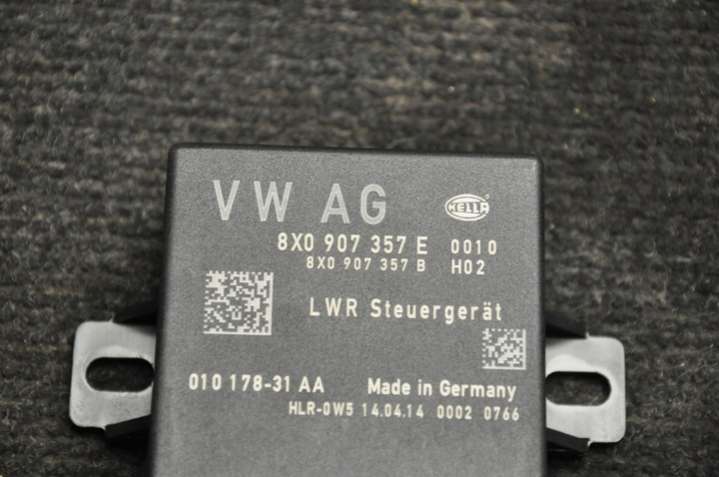 VW AG HELLA
8X0 907 357 E 0010
8X0 907 357 B H02
LWR Steuergerät
010 178-31 AA Made in Germany
HLR-0W5 14.04.14 0002 0766